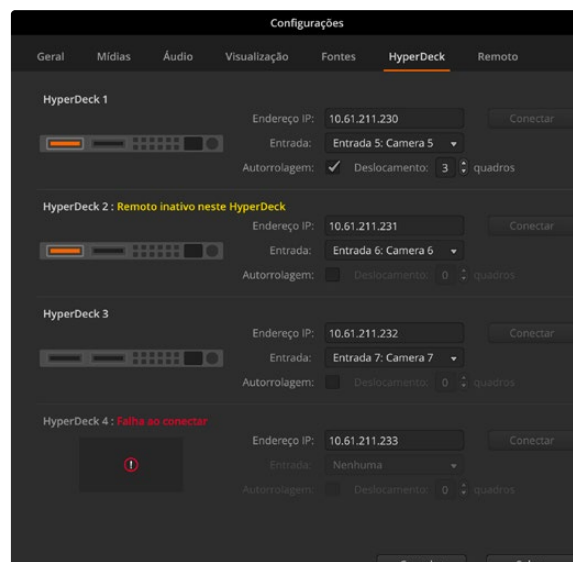 Configurações
Geral Mídias Áudio Visualização Fontes HyperDeck Remoto
HyperDeck 1
Endereço IP: 10.61.211.230 Conectar
Entrada: Entrada 5: Camera 5
Autorrolagem: Deslocamento: 3 quadros
HyperDeck 2 : Remoto inativo neste HyperDeck
Endereço IP: 10.61.211.231 Conectar
Entrada: Entrada 6: Camera 6
Autorrolagem: Deslocamento: 0 quadros
HyperDeck 3
Endereço IP: 10.61.211.232 Conectar
Entrada: Entrada 7: Camera 7
Autorrolagem: Deslocamento: 0 quadros
HyperDeck 4 : Falha ao conectar
Endereço IP: 10.61.211.233 Conectar
Entrada: Nenhuma
Autorrolagem: Deslocamento: 0 quadros